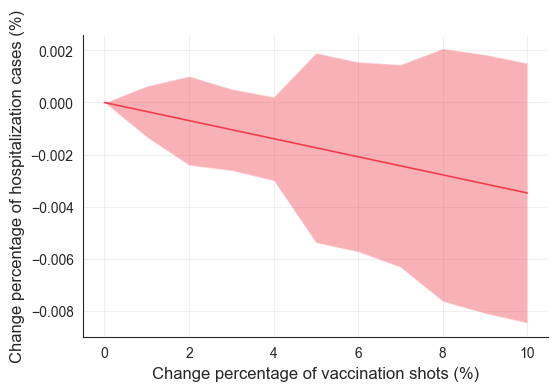 Change percentage of hospitalization cases (%)
0.002
0.000
−0.002
−0.004
−0.006
−0.008
0 2 4 6 8 10
Change percentage of vaccination shots (%)